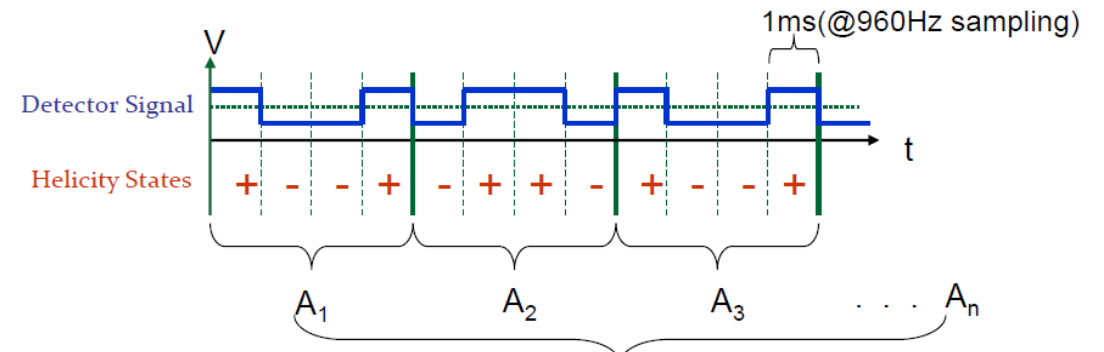 1ms(@960Hz sampling)
V
Detector Signal
t
Helicity States + - - + - + + - + - - +
A1 A2 A3 . . . An